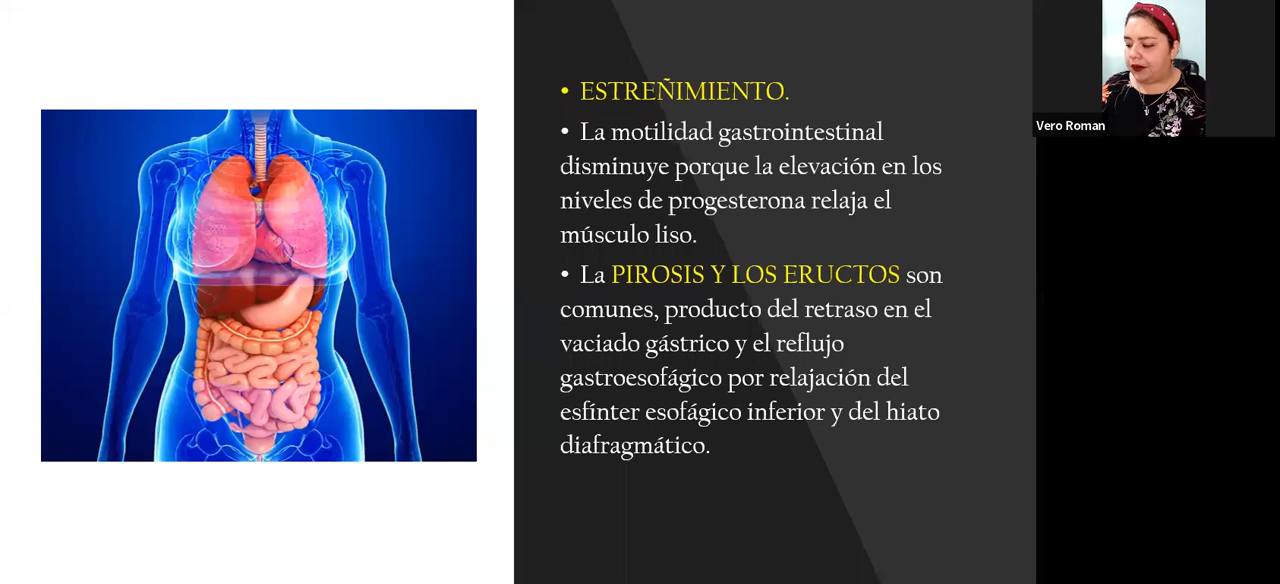 • ESTREÑIMIENTO.
• La motilidad gastrointestinal
disminuye porque la elevación en los
niveles de progesterona relaja el
músculo liso.
• La PIROSIS Y LOS ERUCTOS son
comunes, producto del retraso en el
vaciado gástrico y el reflujo
gastroesofágico por relajación del
esfínter esofágico inferior y del hiato
diafragmático.
Vero Roman